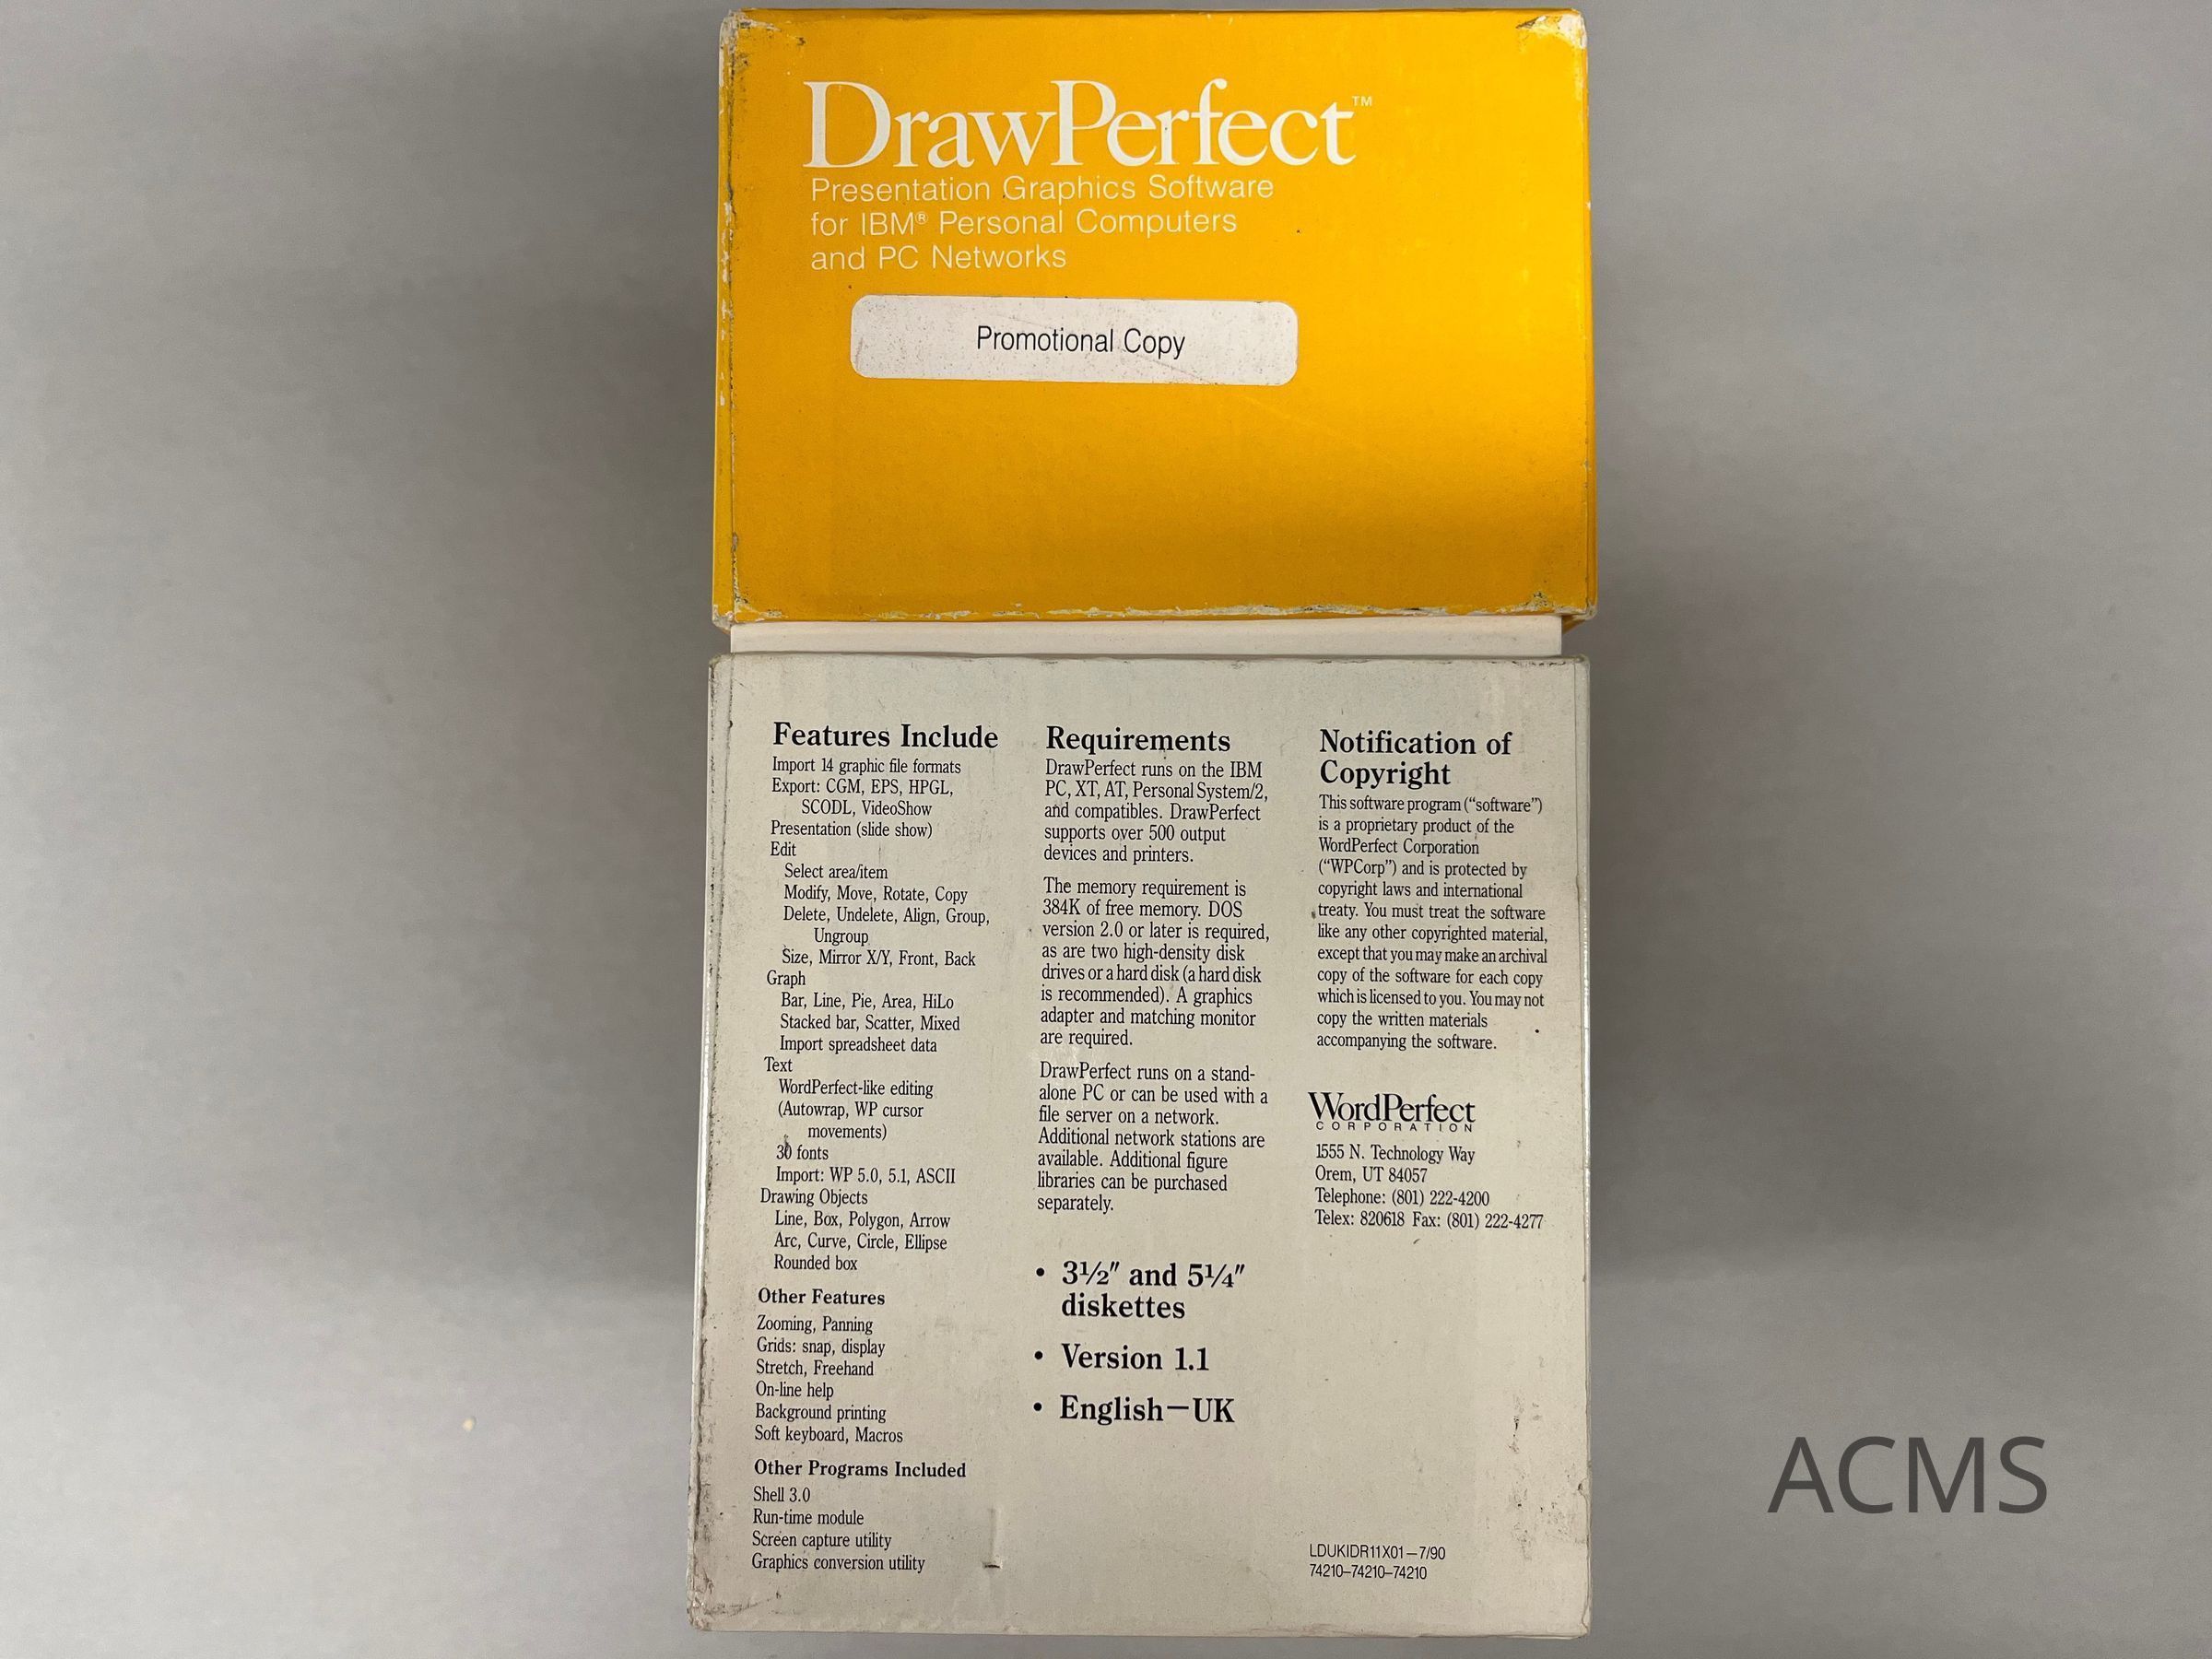 DrawPerfect™
Presentation Graphics Software
for IBM® Personal Computers
and PC Networks
Promotional Copy
Features Include
Import 14 graphic file formats
Export: CGM, EPS, HPGL,
SCODL, VideoShow
Presentation (slide show)
Edit
Select area/item
Modify, Move, Rotate, Copy
Delete, Undelete, Align, Group,
Ungroup
Size, Mirror X/Y, Front, Back
Graph
Bar, Line, Pie, Area, HiLo
Stacked bar, Scatter, Mixed
Import spreadsheet data
Text
WordPerfect-like editing
(Autowrap, WP cursor
movements)
30 fonts
Import: WP 5.0, 5.1, ASCII
Drawing Objects
Line, Box, Polygon, Arrow
Arc, Curve, Circle, Ellipse
Rounded box
Other Features
Zooming, Panning
Grids: snap, display
Stretch, Freehand
On-line help
Background printing
Soft keyboard, Macros
Other Programs Included
Shell 3.0
Run-time module
Screen capture utility
Graphics conversion utility
Requirements
DrawPerfect runs on the IBM
PC, XT, AT, Personal System/2,
and compatibles. DrawPerfect
supports over 500 output
devices and printers.
The memory requirement is
384K of free memory. DOS
version 2.0 or later is required,
as are two high-density disk
drives or a hard disk (a hard disk
is recommended). A graphics
adapter and matching monitor
are required.
DrawPerfect runs on a stand-
alone PC or can be used with a
file server on a network.
Additional network stations are
available. Additional figure
libraries can be purchased
separately.
• 3½″ and 5¼″
diskettes
• Version 1.1
• English—UK
Notification of
Copyright
This software program (“software”)
is a proprietary product of the
WordPerfect Corporation
(“WPCorp”) and is protected by
copyright laws and international
treaty. You must treat the software
like any other copyrighted material,
except that you may make an archival
copy of the software for each copy
which is licensed to you. You may not
copy the written materials
accompanying the software.
WordPerfect
CORPORATION
1555 N. Technology Way
Orem, UT 84057
Telephone: (801) 222-4200
Telex: 820618 Fax: (801) 222-4277
LDUKIDR11X01—7/90
74210–74210–74210
ACMS